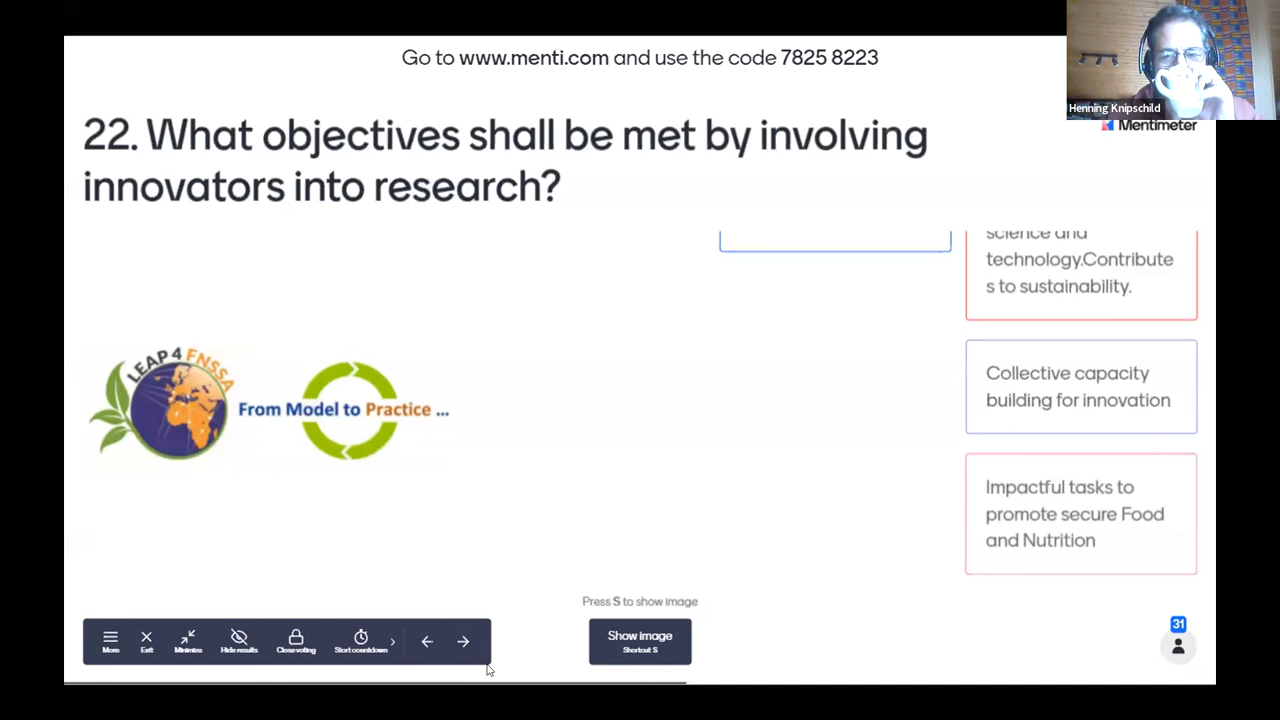 Go to www.menti.com and use the code 7825 8223
Henning Knipschild
Mentimeter
22. What objectives shall be met by involving
innovators into research?
science and
technology.Contribute
s to sustainability.
LEAP4FNSSA
From Model to Practice ...
Collective capacity
building for innovation
Impactful tasks to
promote secure Food
and Nutrition
Press S to show image
Show image
Shortcut S
More
Exit
Minimize
Hide results
Close voting
Start countdown
31